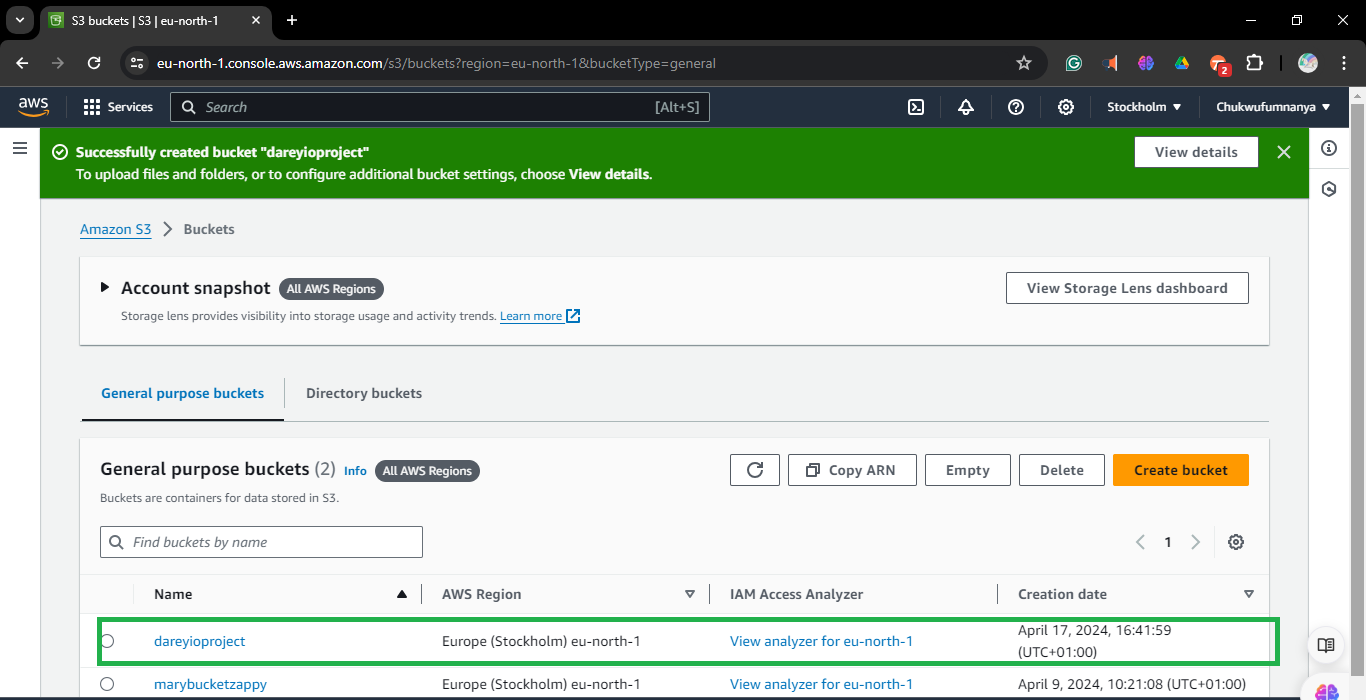 S3 buckets | S3 | eu-north-1
eu-north-1.console.aws.amazon.com/s3/buckets?region=eu-north-1&bucketType=general
2
aws
Services
Search
[Alt+S]
Stockholm
Chukwufumnanya
Successfully created bucket "dareyioproject"
To upload files and folders, or to configure additional bucket settings, choose View details.
View details
Amazon S3
Buckets
Account snapshot
All AWS Regions
View Storage Lens dashboard
Storage lens provides visibility into storage usage and activity trends. Learn more
General purpose buckets
Directory buckets
General purpose buckets (2) Info
All AWS Regions
Copy ARN
Empty
Delete
Create bucket
Buckets are containers for data stored in S3.
Find buckets by name
1
Name
AWS Region
IAM Access Analyzer
Creation date
dareyioproject
Europe (Stockholm) eu-north-1
View analyzer for eu-north-1
April 17, 2024, 16:41:59
(UTC+01:00)
marybucketzappy
Europe (Stockholm) eu-north-1
View analyzer for eu-north-1
April 9, 2024, 10:21:08 (UTC+01:00)